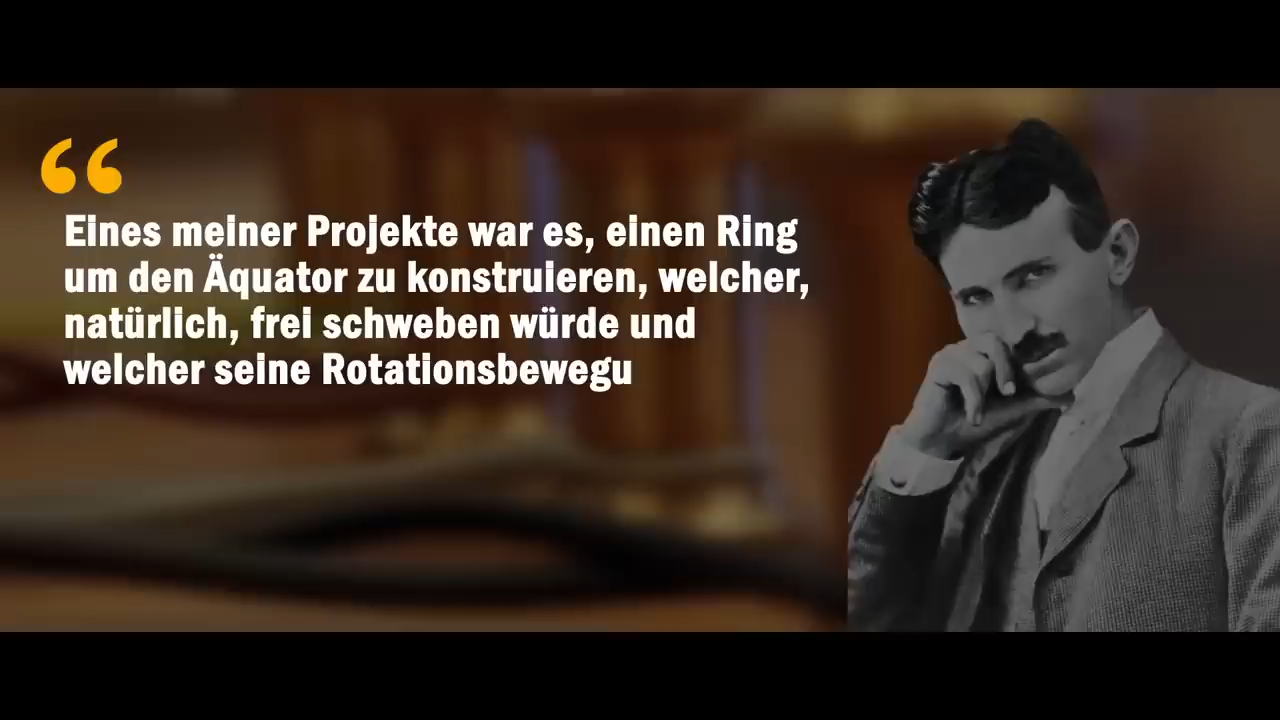 “
Eines meiner Projekte war es, einen Ring
um den Äquator zu konstruieren, welcher,
natürlich, frei schweben würde und
welcher seine Rotationsbewegu